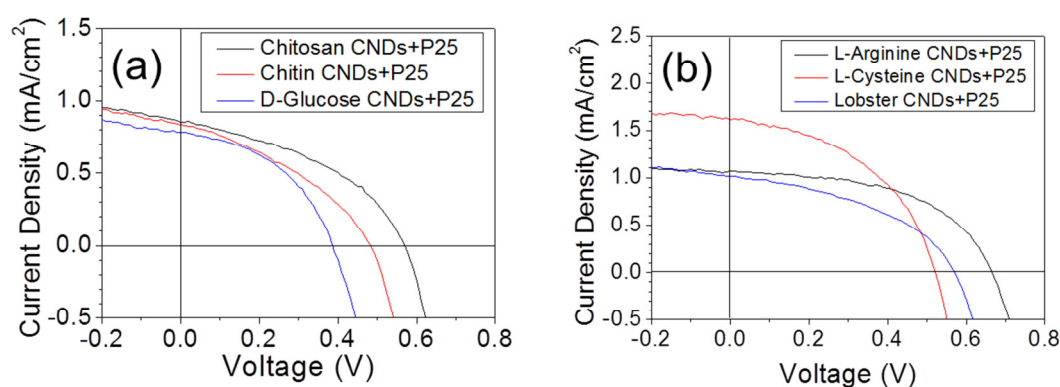 (a)
Chitosan CNDs+P25
Chitin CNDs+P25
D-Glucose CNDs+P25
Current Density (mA/cm²)
1.5
1.0
0.5
0.0
-0.5
-0.2 0.0 0.2 0.4 0.6 0.8
Voltage (V)
(b)
L-Arginine CNDs+P25
L-Cysteine CNDs+P25
Lobster CNDs+P25
Current Density (mA/cm²)
2.5
2.0
1.5
1.0
0.5
0.0
-0.5
-0.2 0.0 0.2 0.4 0.6 0.8
Voltage (V)